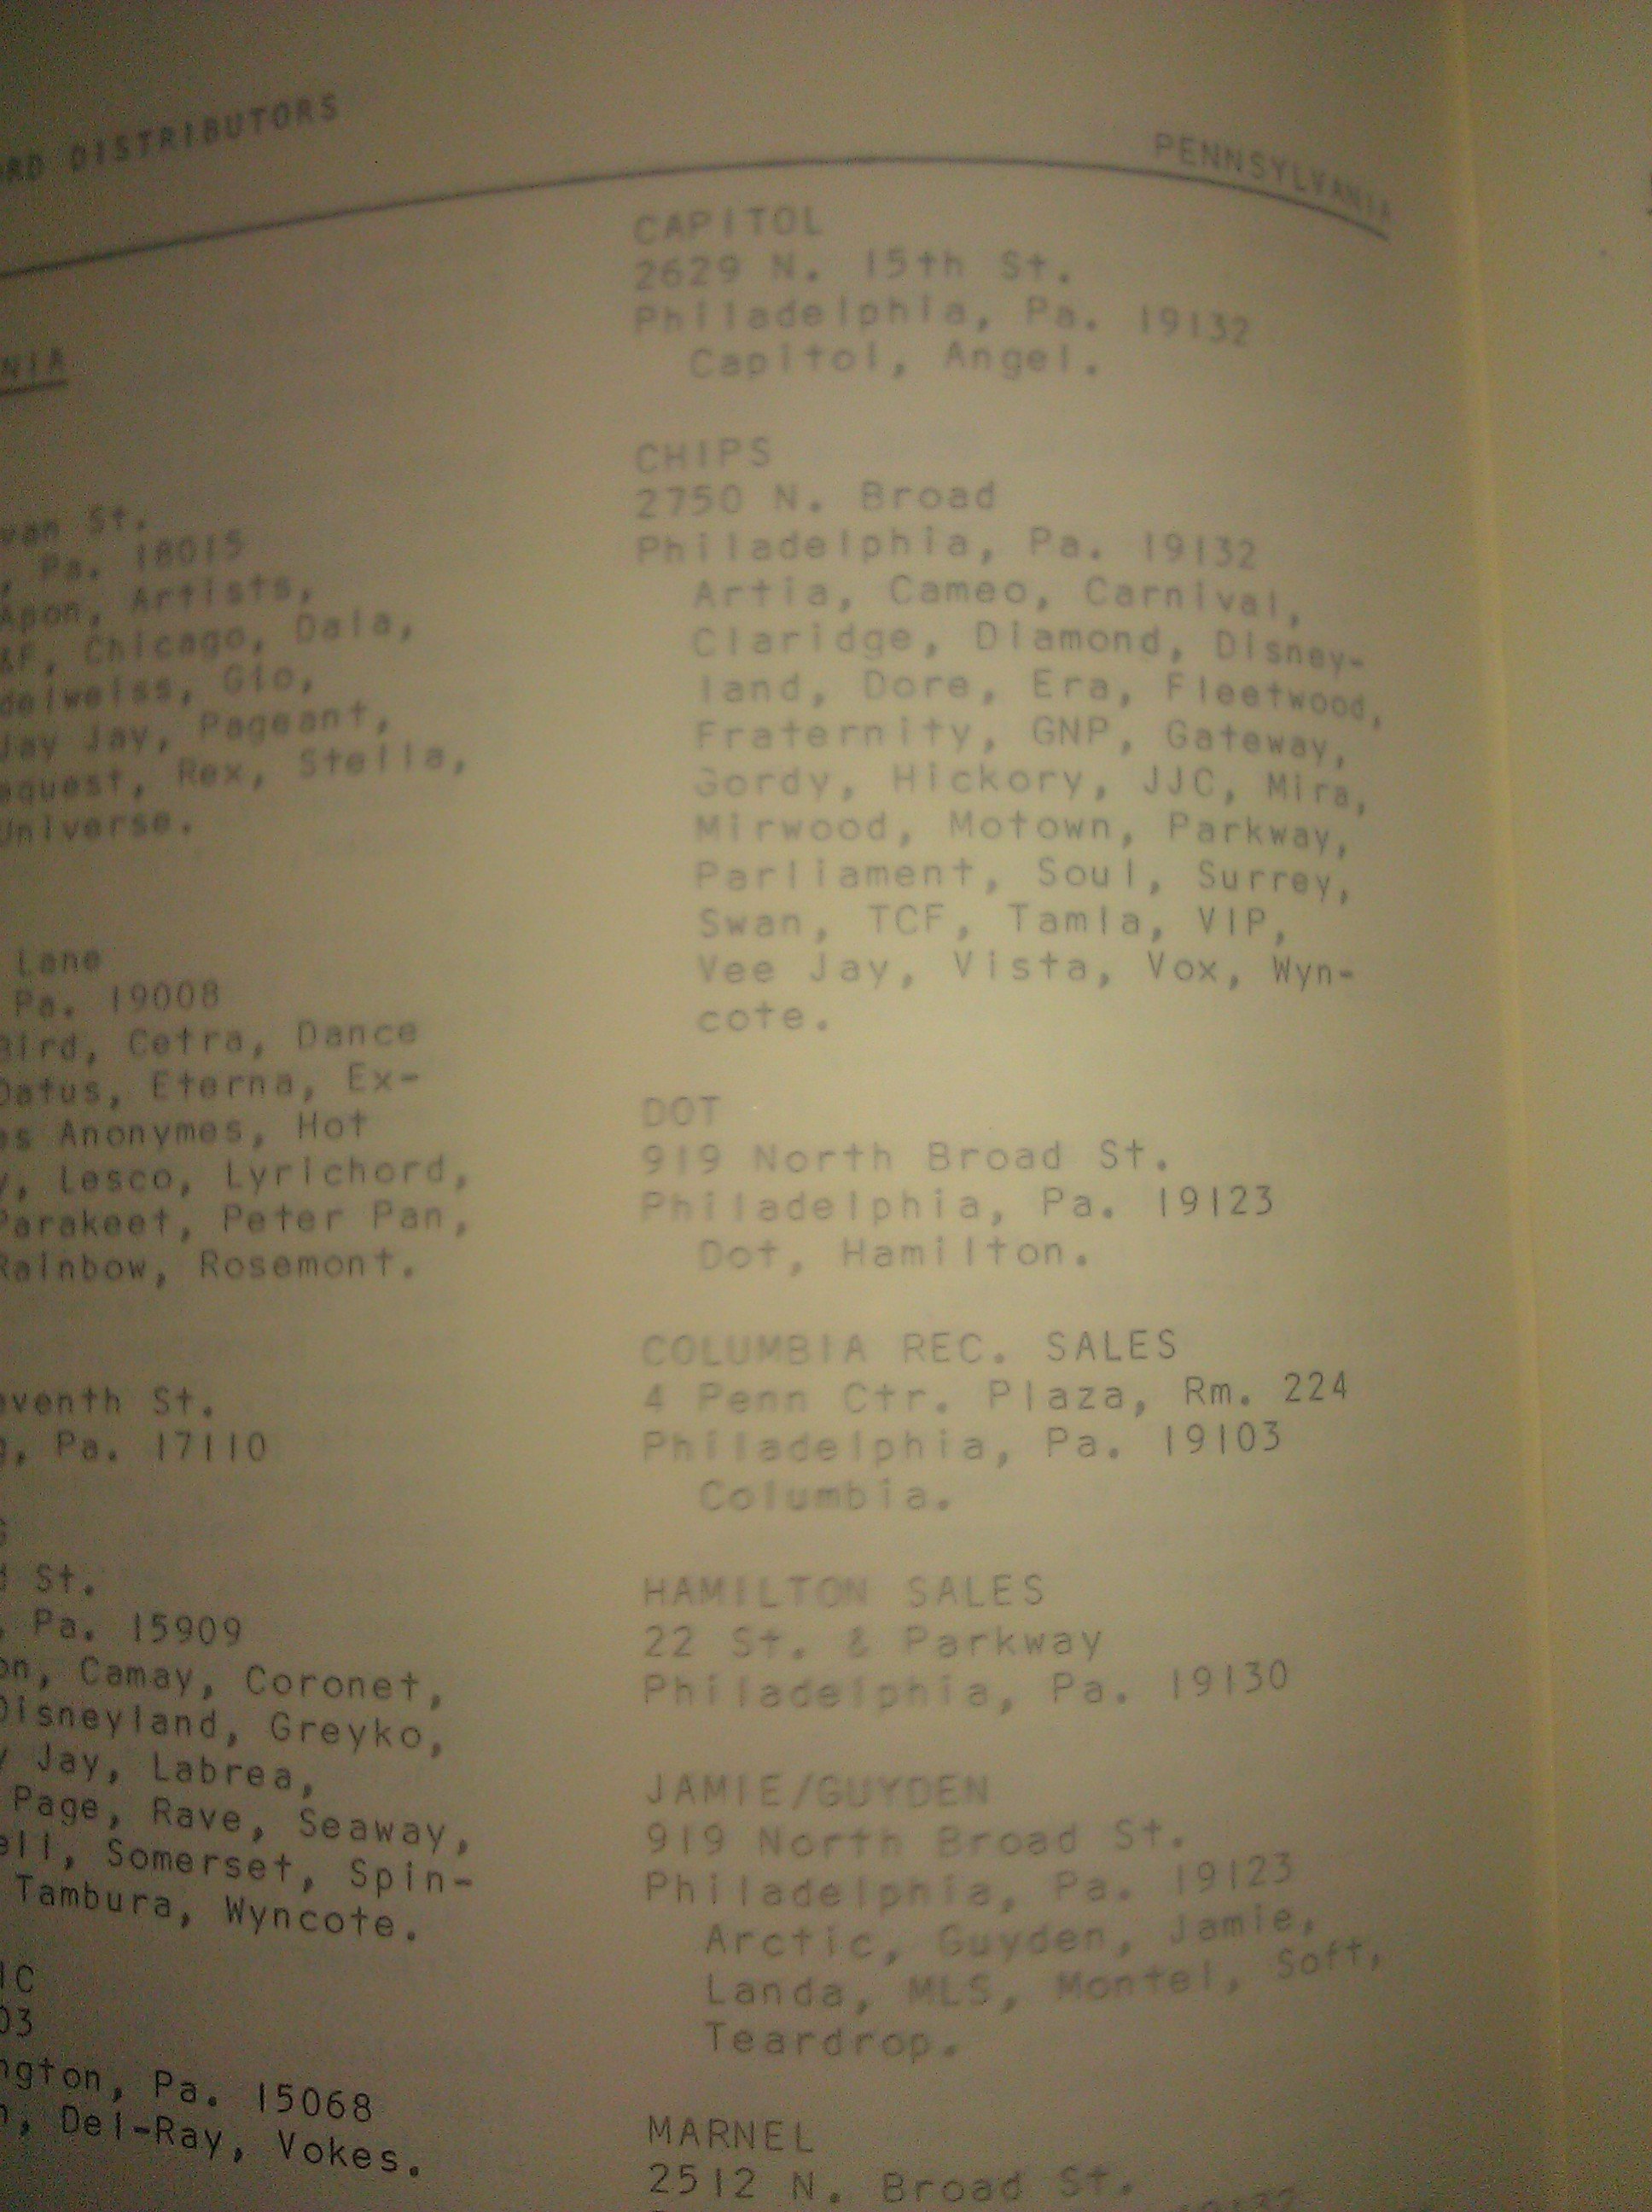 DISTRIBUTORS
PENNSYLVANIA
St.
Pa. 18015
Artists,
Chicago, Dala,
Glo,
Jay Jay, Pageant,
Rex, Stella,
Universe.
Lane
Pa. 19008
Bird, Cetra, Dance
Datus, Eterna, Ex-
Anonymes, Hot
Lesco, Lyrichord,
Parakeet, Peter Pan,
Rainbow, Rosemont.
St.
Pa. 17110
St.
Pa. 15909
Camay, Coronet,
Disneyland, Greyko,
Jay, Labrea,
Page, Rave, Seaway,
Somerset, Spin-
Tambura, Wyncote.
Pa. 15068
Del-Ray, Vokes.
CAPITOL
2629 N. 15th St.
Philadelphia, Pa. 19132
Capitol, Angel.
CHIPS
2750 N. Broad
Philadelphia, Pa. 19132
Artia, Cameo, Carnival,
Claridge, Diamond, Disney-
land, Dore, Era, Fleetwood,
Fraternity, GNP, Gateway,
Gordy, Hickory, JJC, Mira,
Mirwood, Motown, Parkway,
Parliament, Soul, Surrey,
Swan, TCF, Tamla, VIP,
Vee Jay, Vista, Vox, Wyn-
cote.
DOT
919 North Broad St.
Philadelphia, Pa. 19123
Dot, Hamilton.
COLUMBIA REC. SALES
4 Penn Ctr. Plaza, Rm. 224
Philadelphia, Pa. 19103
Columbia.
HAMILTON SALES
22 St. & Parkway
Philadelphia, Pa. 19130
JAMIE/GUYDEN
919 North Broad St.
Philadelphia, Pa. 19123
Arctic, Guyden, Jamie,
Landa, MLS, Montel, Soft,
Teardrop.
MARNEL
2512 N. Broad St.